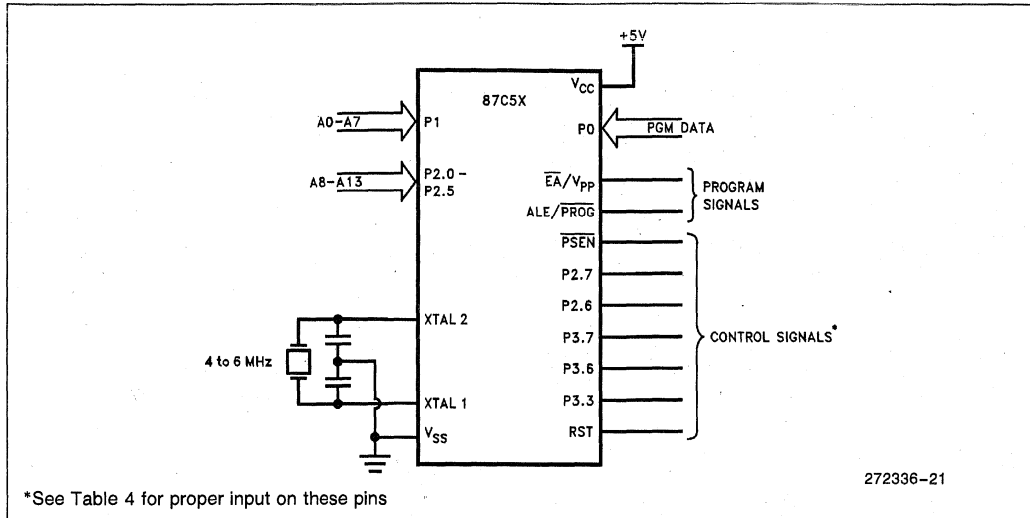 +5V
VCC
87C5X
A0-A7
P1
P0
PGM DATA
A8-A13
P2.0 -
P2.5
EA/VPP
ALE/PROG
PROGRAM
SIGNALS
PSEN
P2.7
P2.6
P3.7
P3.6
P3.3
RST
CONTROL SIGNALS*
XTAL 2
4 to 6 MHz
XTAL 1
VSS
272336-21
*See Table 4 for proper input on these pins